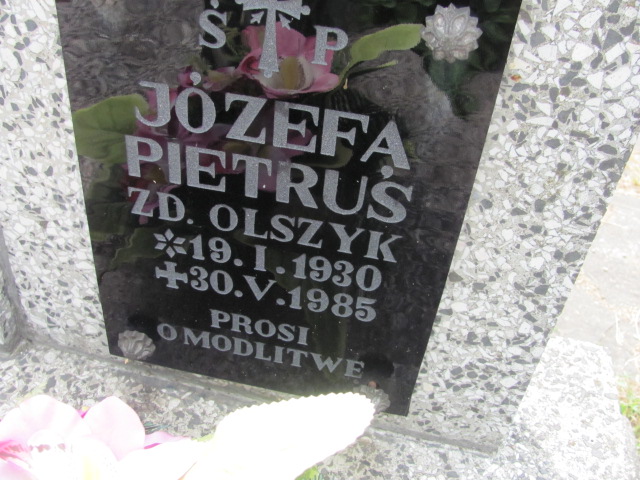 Ś P
JÓZEFA
PIETRUŚ
ZD. OLSZYK
* 19.I.1930
✝ 30.V.1985
PROSI
O MODLITWĘ